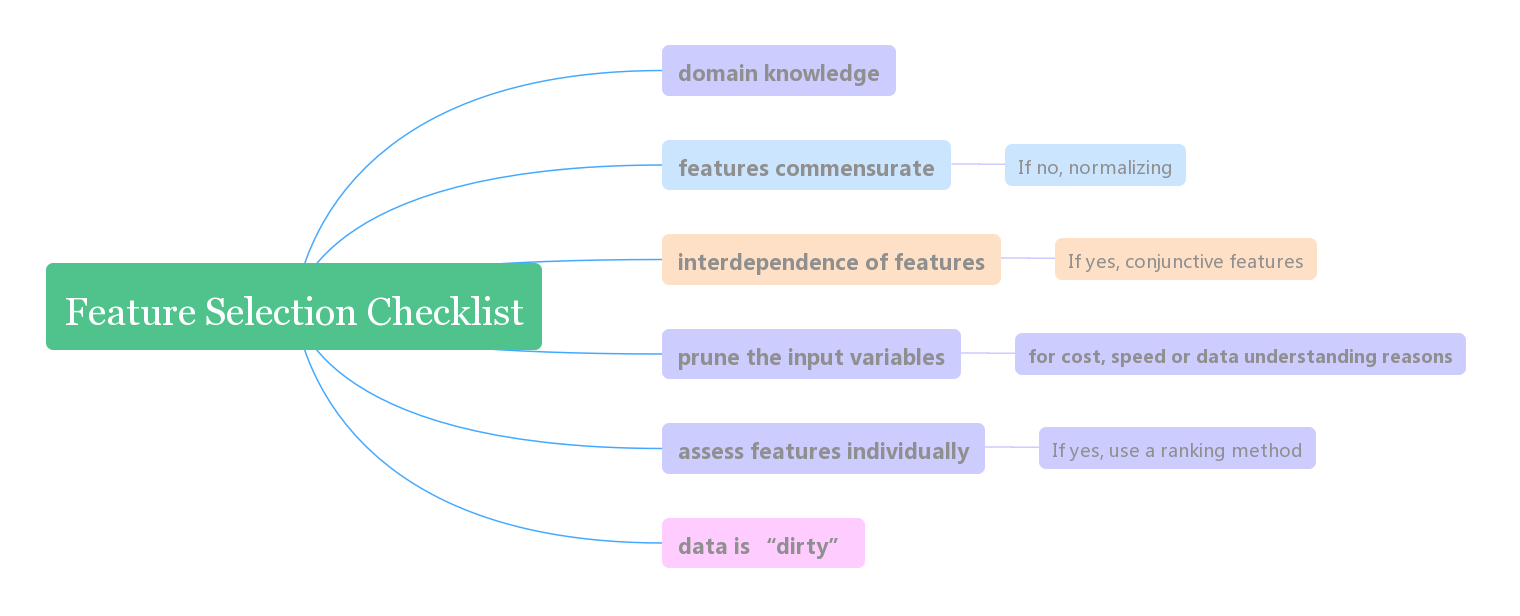 domain knowledge
features commensurate
If no, normalizing
interdependence of features
If yes, conjunctive features
Feature Selection Checklist
prune the input variables
for cost, speed or data understanding reasons
assess features individually
If yes, use a ranking method
data is “dirty”